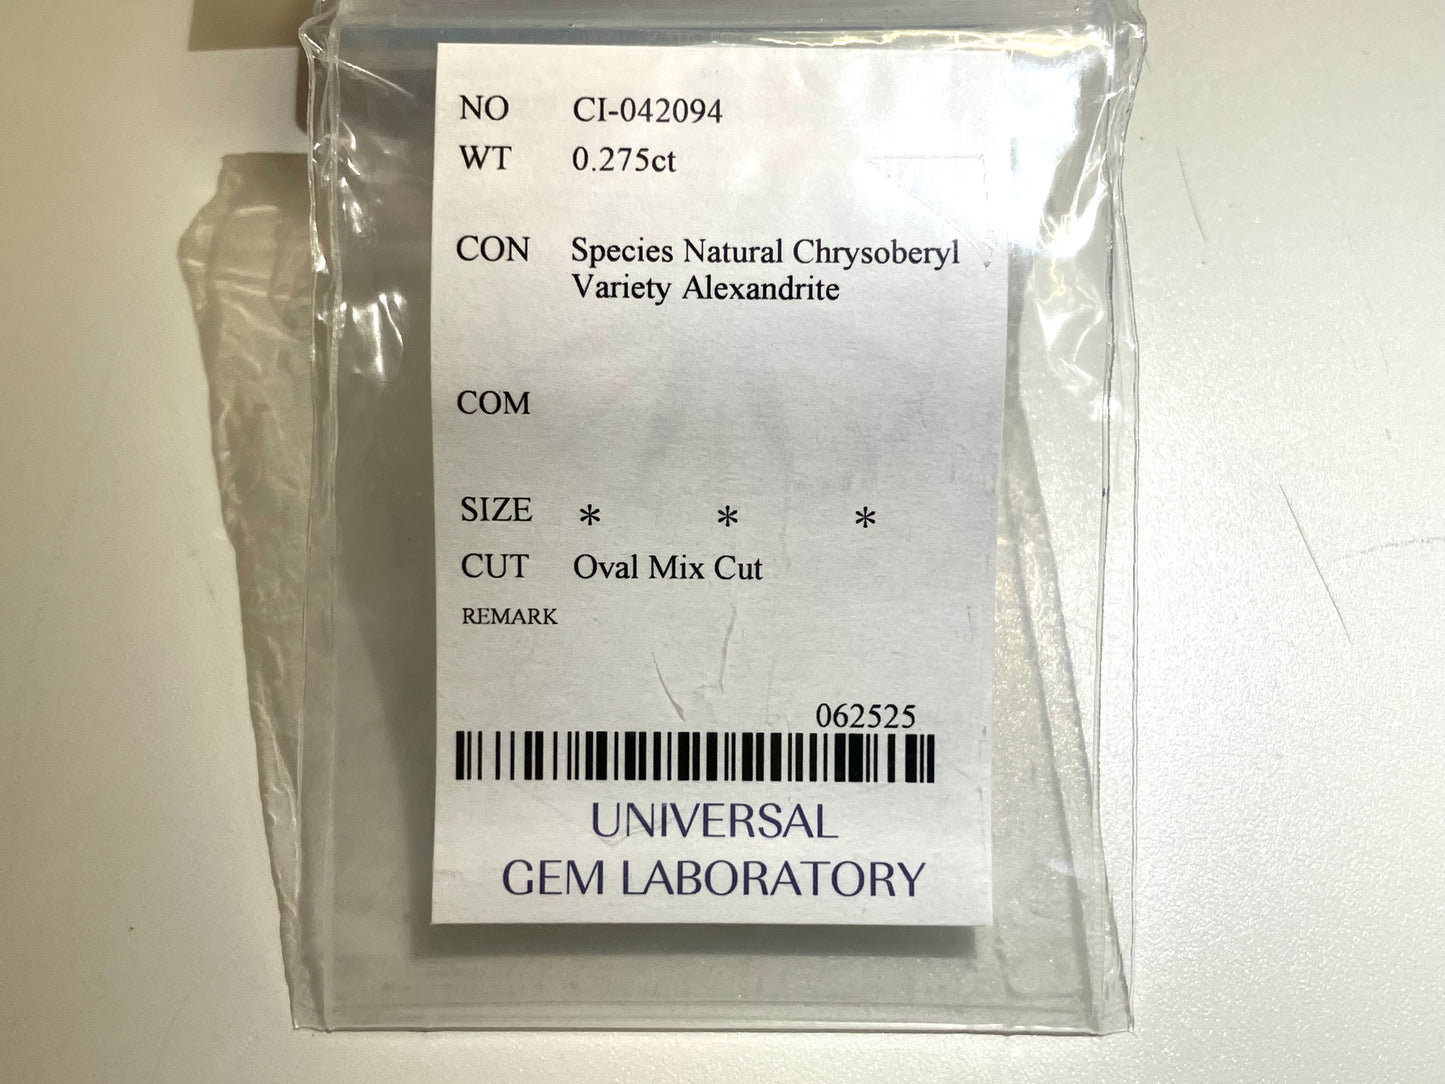 NO CI-042094
WT 0.275ct
CON Species Natural Chrysoberyl
Variety Alexandrite
COM
SIZE * * *
CUT Oval Mix Cut
REMARK
062525
UNIVERSAL
GEM LABORATORY